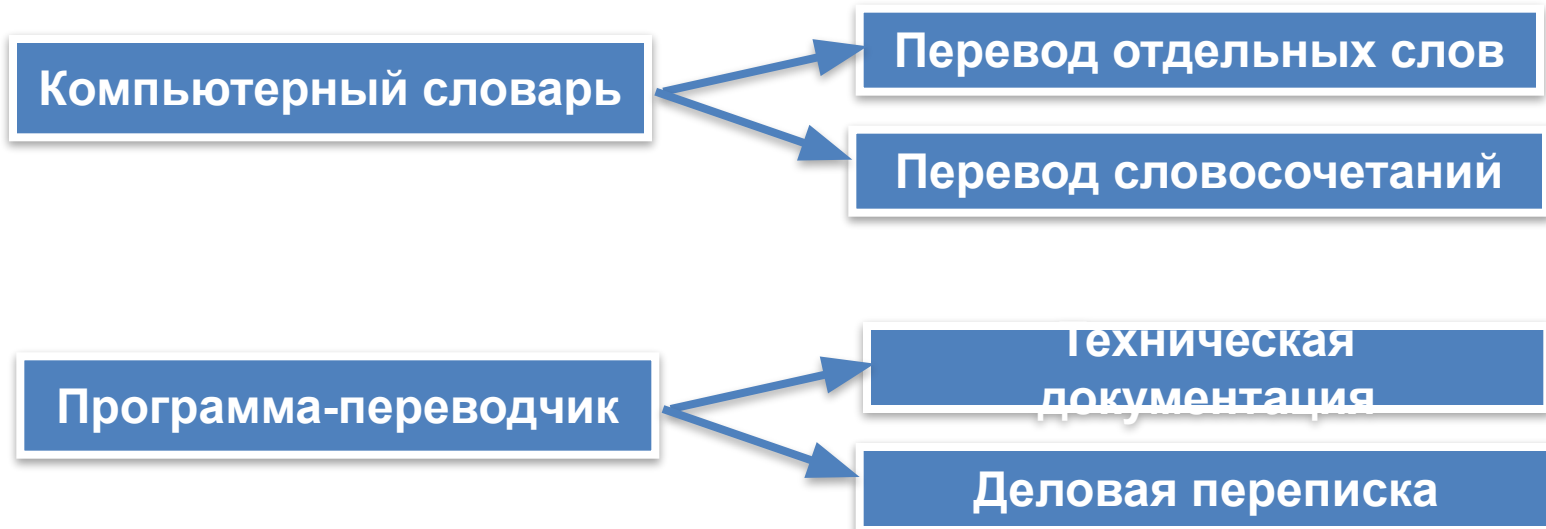 Компьютерный словарь
Перевод отдельных слов
Перевод словосочетаний
Программа-переводчик
Техническая
документация
Деловая переписка